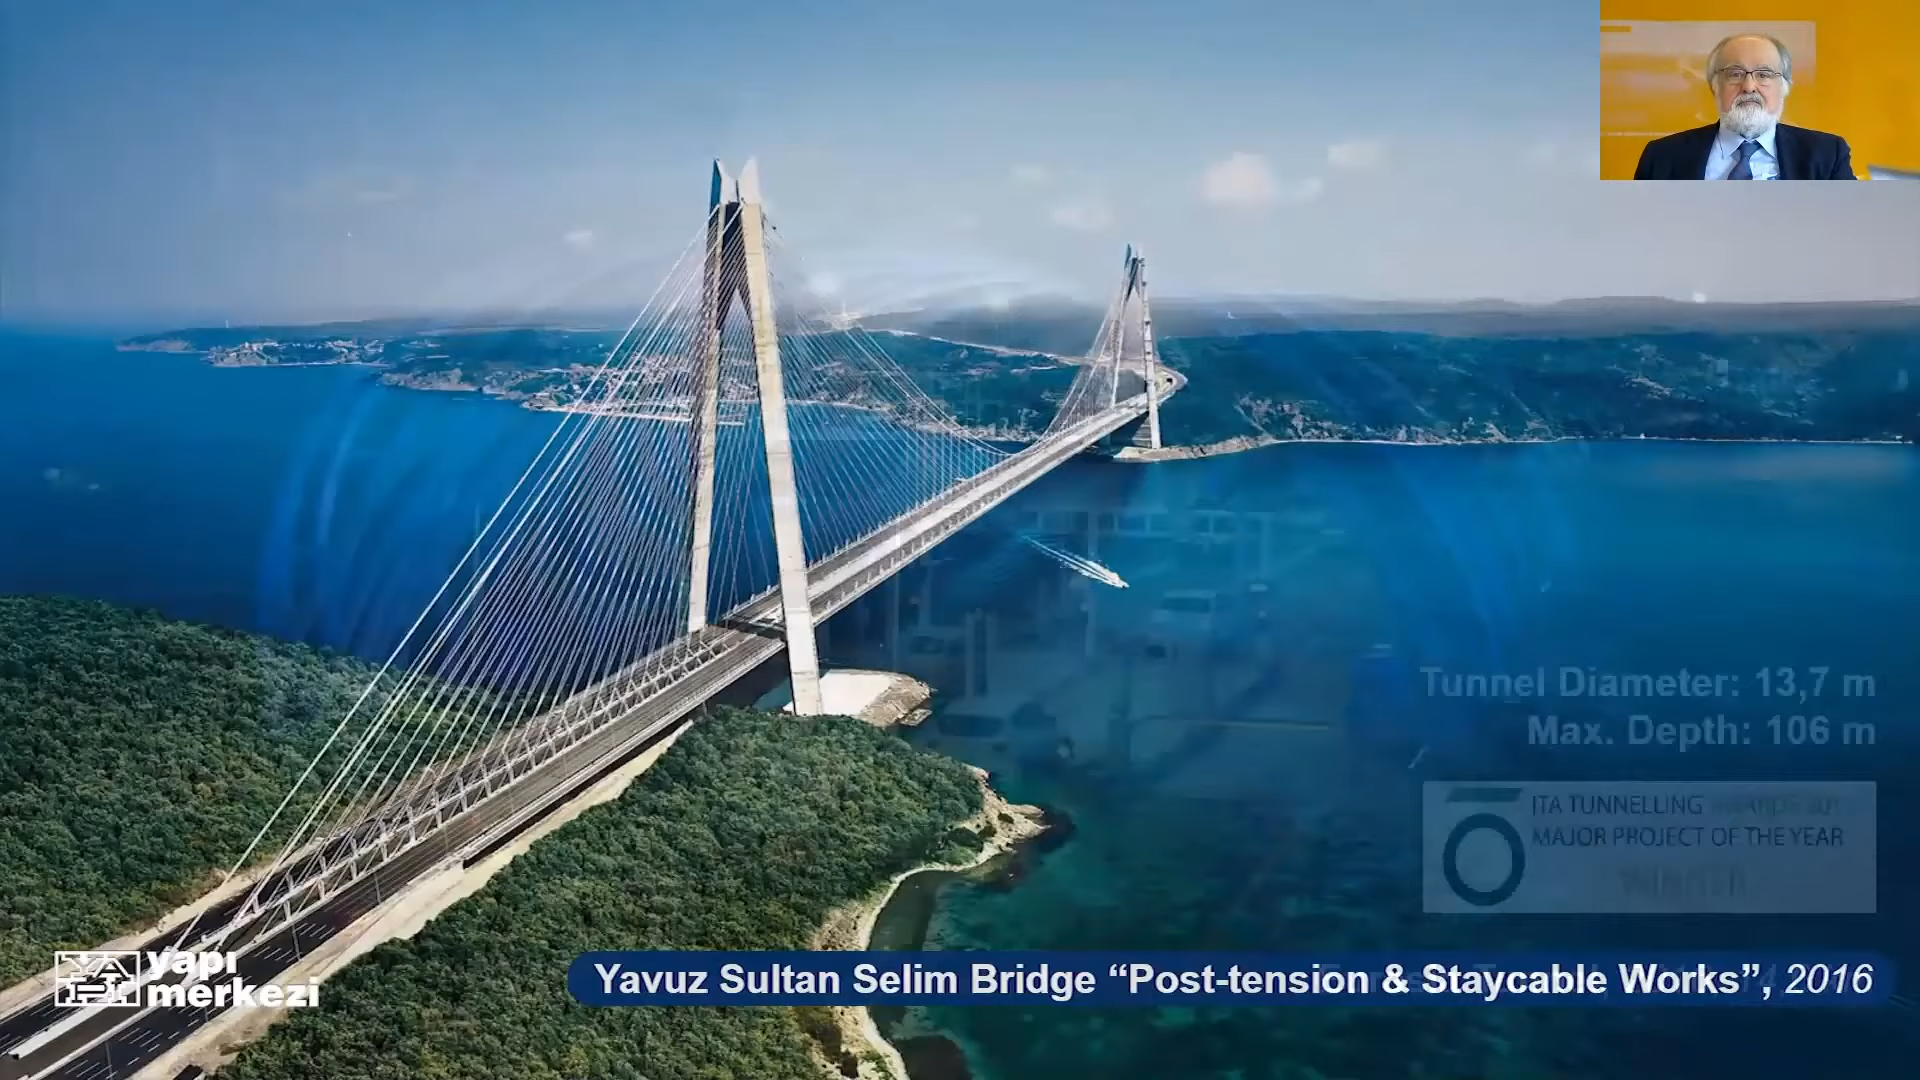 Tunnel Diameter: 13,7 m
Max. Depth: 106 m
ITA TUNNELLING
MAJOR PROJECT OF THE YEAR
WINNER
yapı
merkezi
Yavuz Sultan Selim Bridge “Post-tension & Staycable Works”, 2016